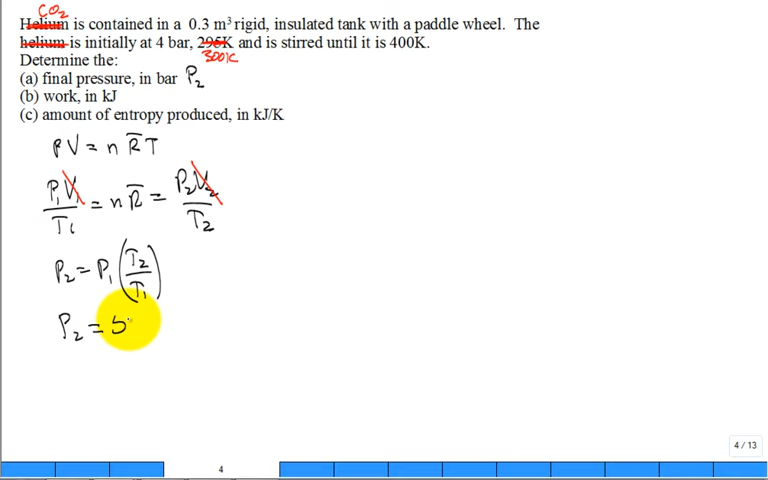 CO₂
Helium is contained in a 0.3 m³ rigid, insulated tank with a paddle wheel. The
helium is initially at 4 bar, 295K and is stirred until it is 400K.
300K
Determine the:
(a) final pressure, in bar P₂
(b) work, in kJ
(c) amount of entropy produced, in kJ/K
PV = n R̅ T
P₁V₁/T₁ = n R̅ = P₂V₂/T₂
P₂ = P₁ (T₂/T₁)
P₂ = 5
4 / 13
4